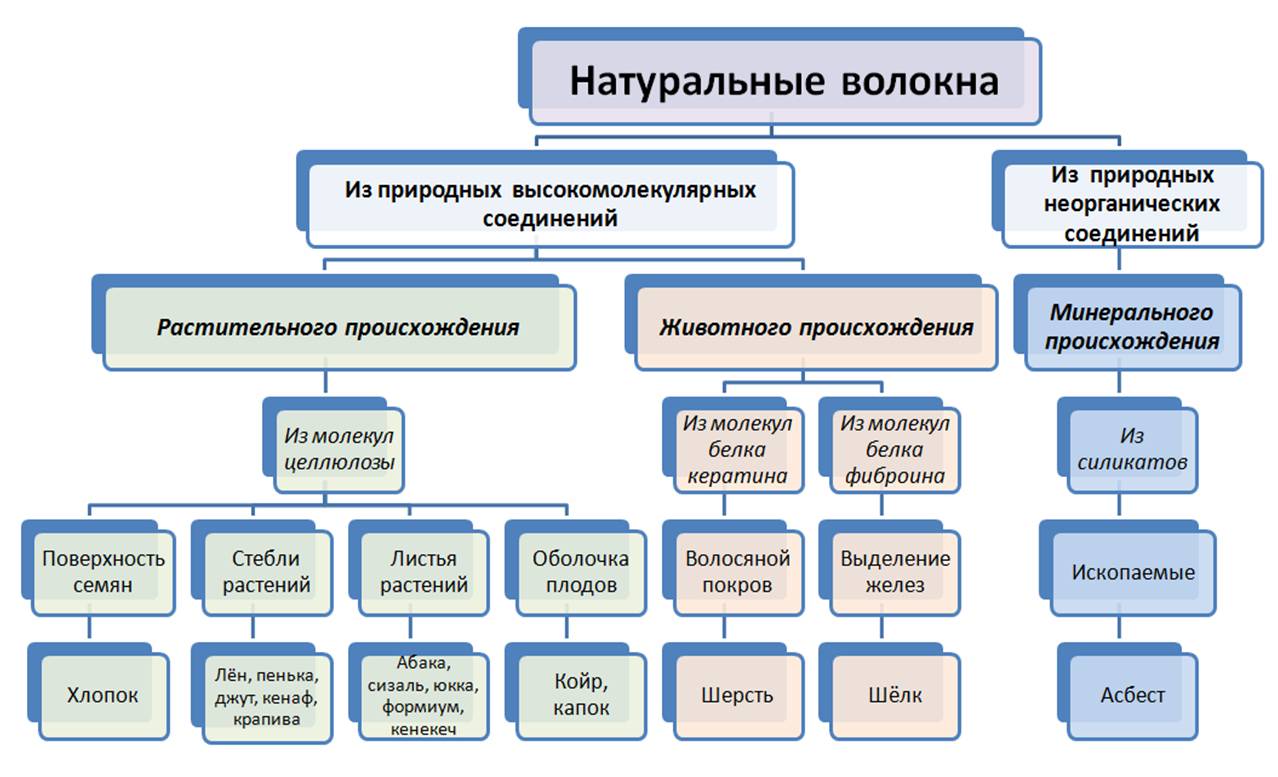 Натуральные волокна
Из природных высокомолекулярных
соединений
Из природных
неорганических
соединений
Растительного происхождения
Животного происхождения
Минерального
происхождения
Из молекул
целлюлозы
Из молекул
белка
кератина
Из молекул
белка
фиброина
Из
силикатов
Поверхность
семян
Стебли
растений
Листья
растений
Оболочка
плодов
Волосяной
покров
Выделение
желез
Ископаемые
Хлопок
Лён, пенька,
джут, кенаф,
крапива
Абака,
сизаль, юкка,
формиум,
кенекеч
Койр,
капок
Шерсть
Шёлк
Асбест